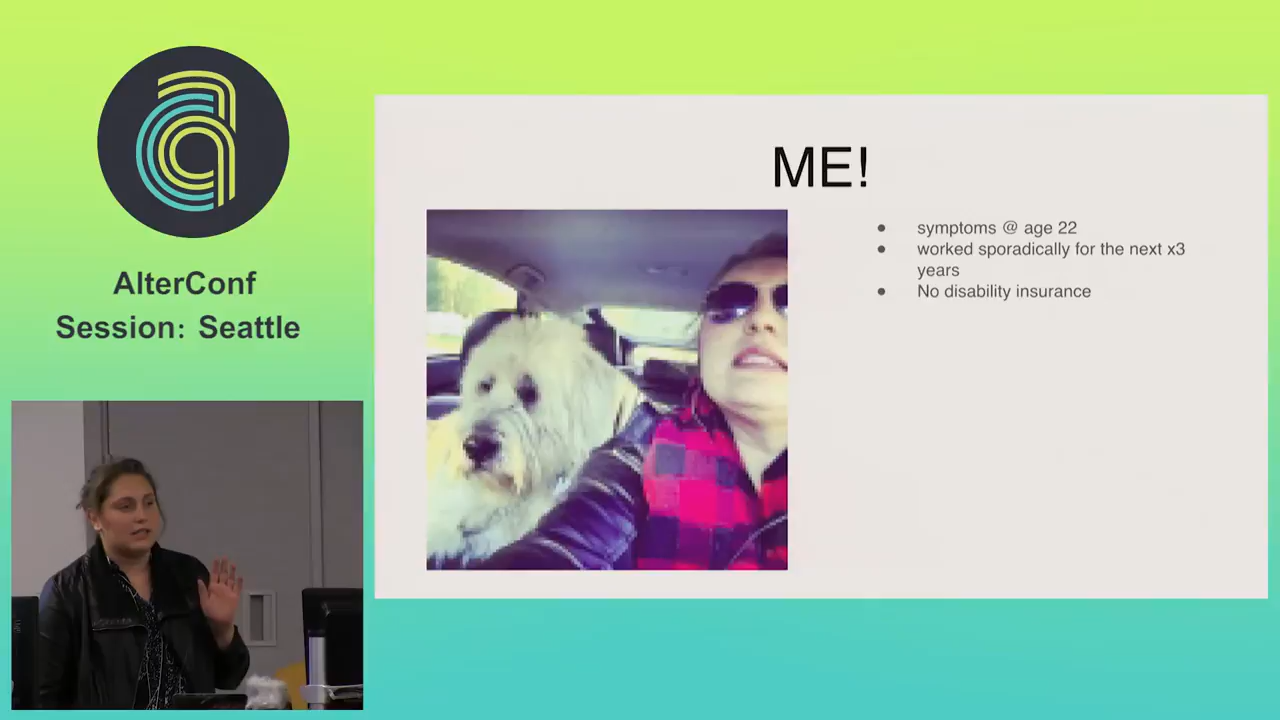 AlterConf
Session: Seattle
ME!
symptoms @ age 22
worked sporadically for the next x3
years
No disability insurance